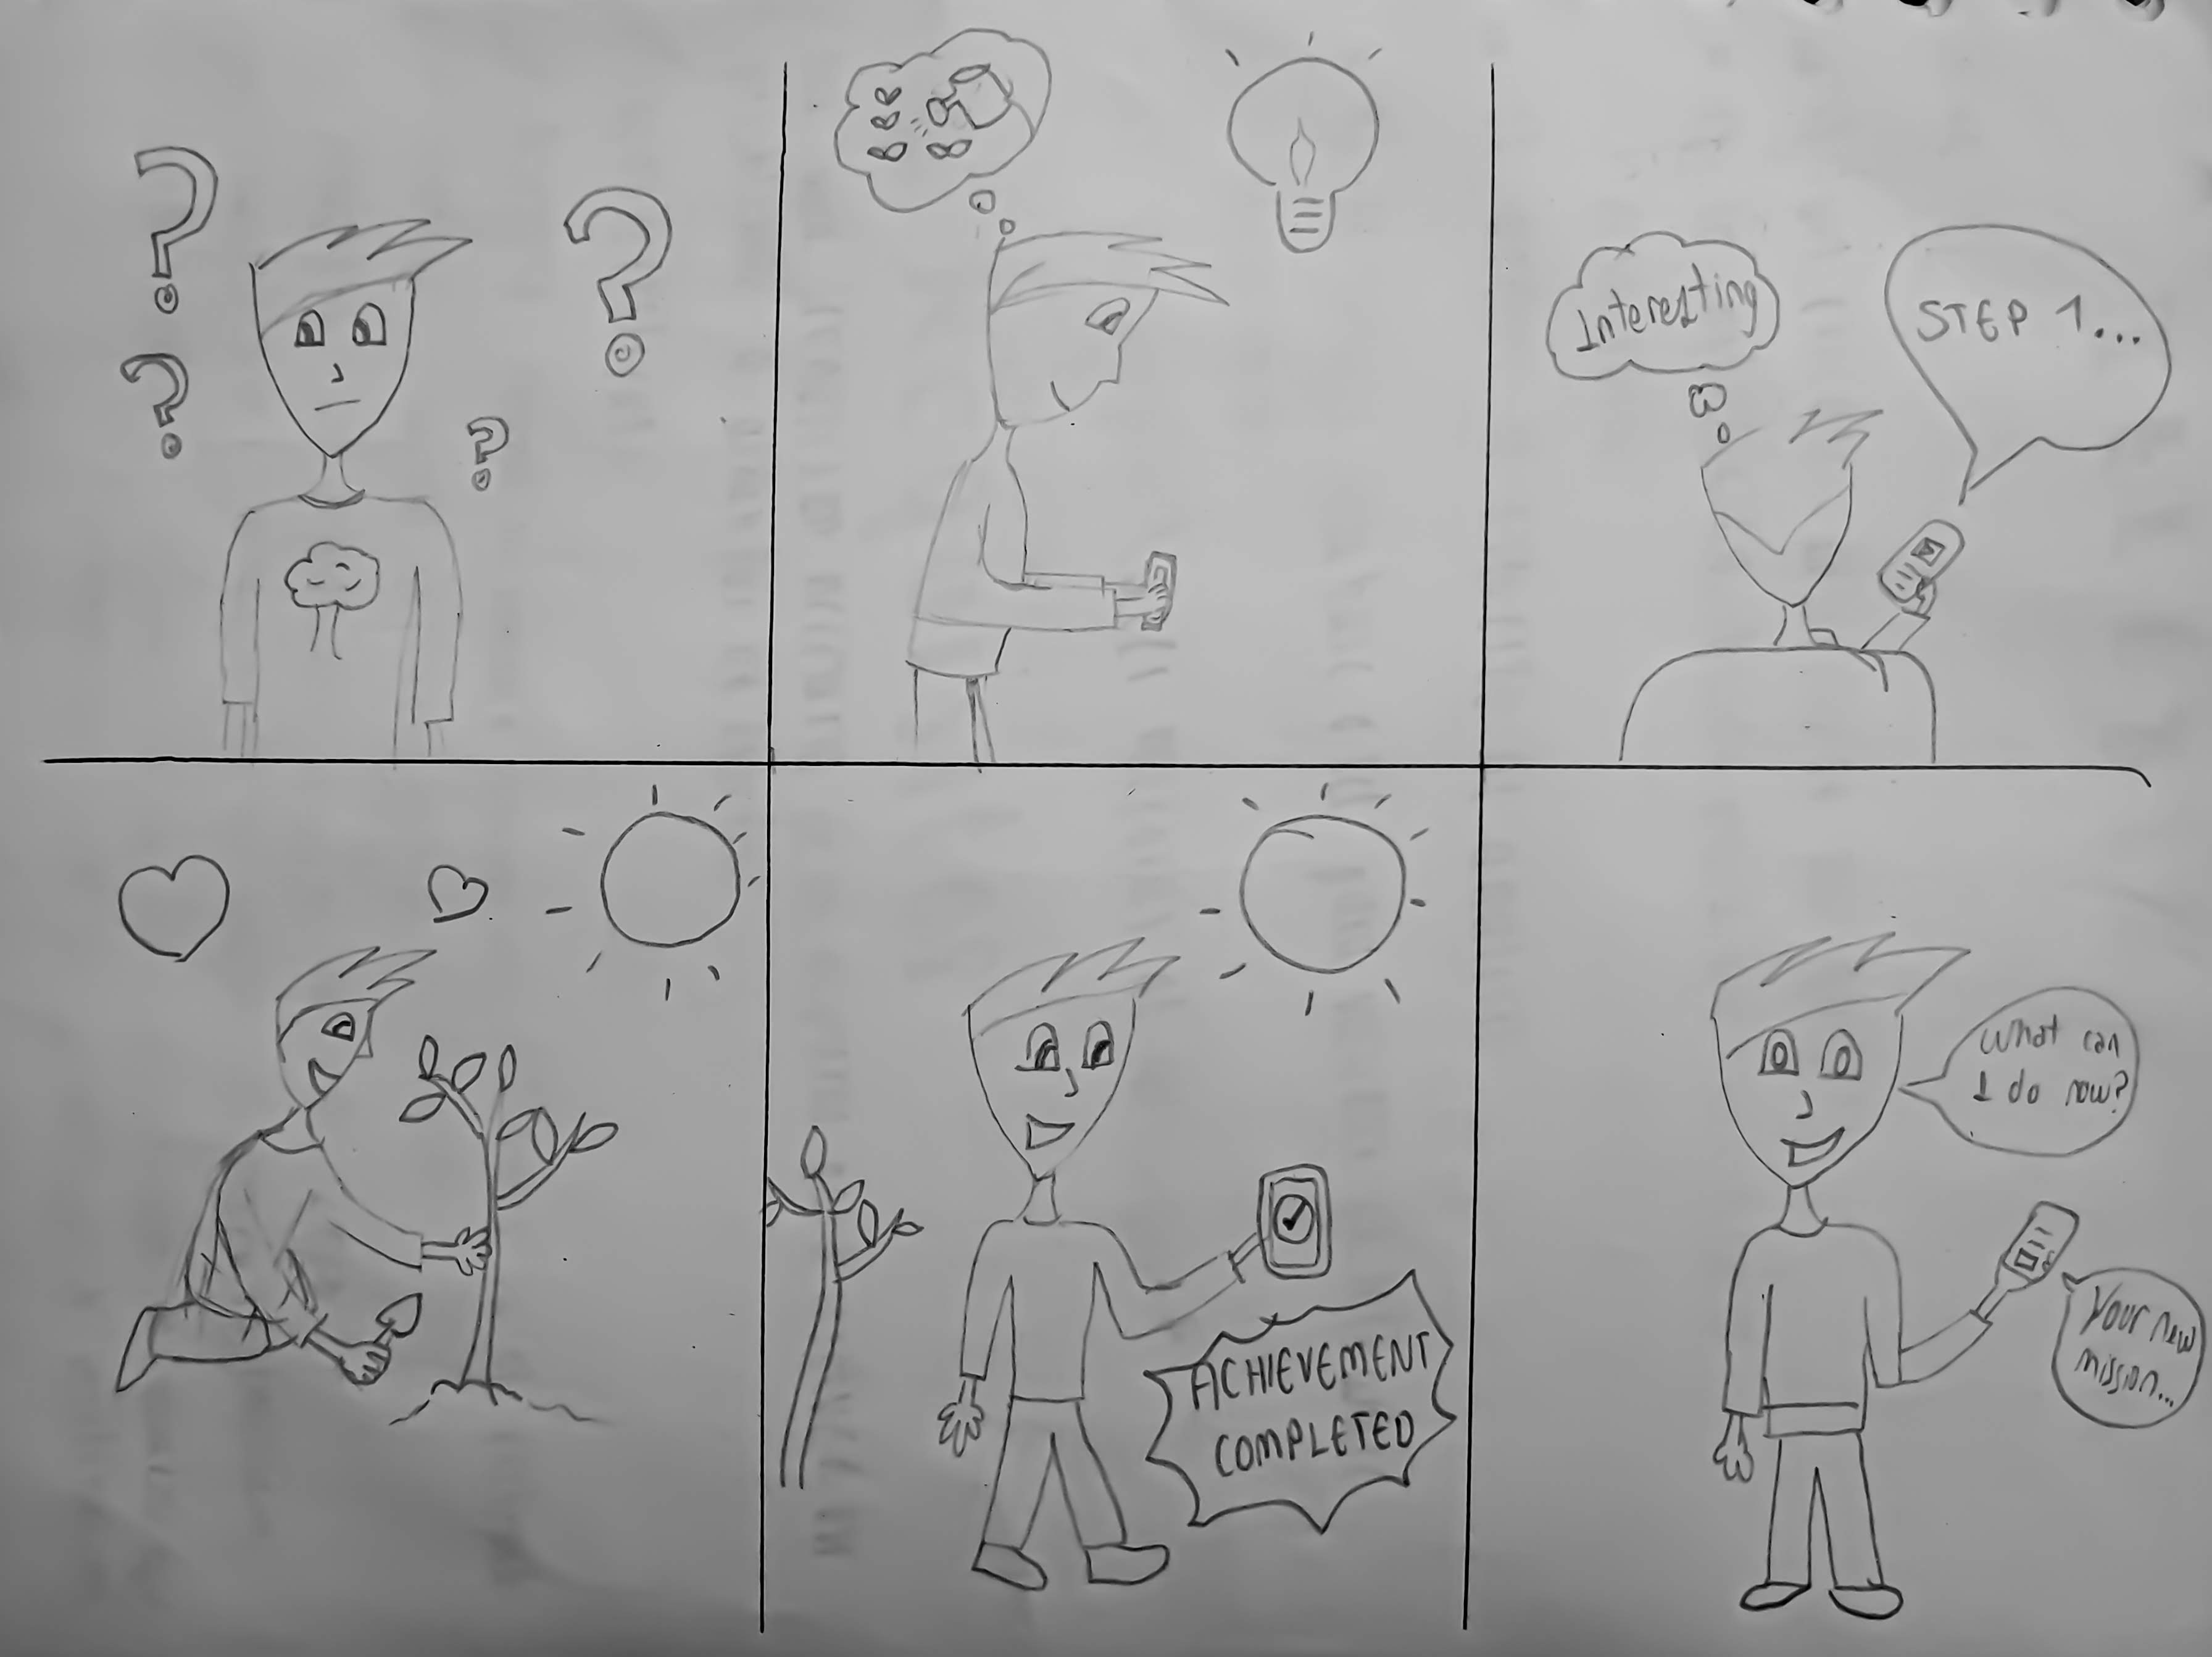 Interesting
STEP 1...
ACHIEVEMENT
COMPLETED
What can
I do now?
Your new
mission...